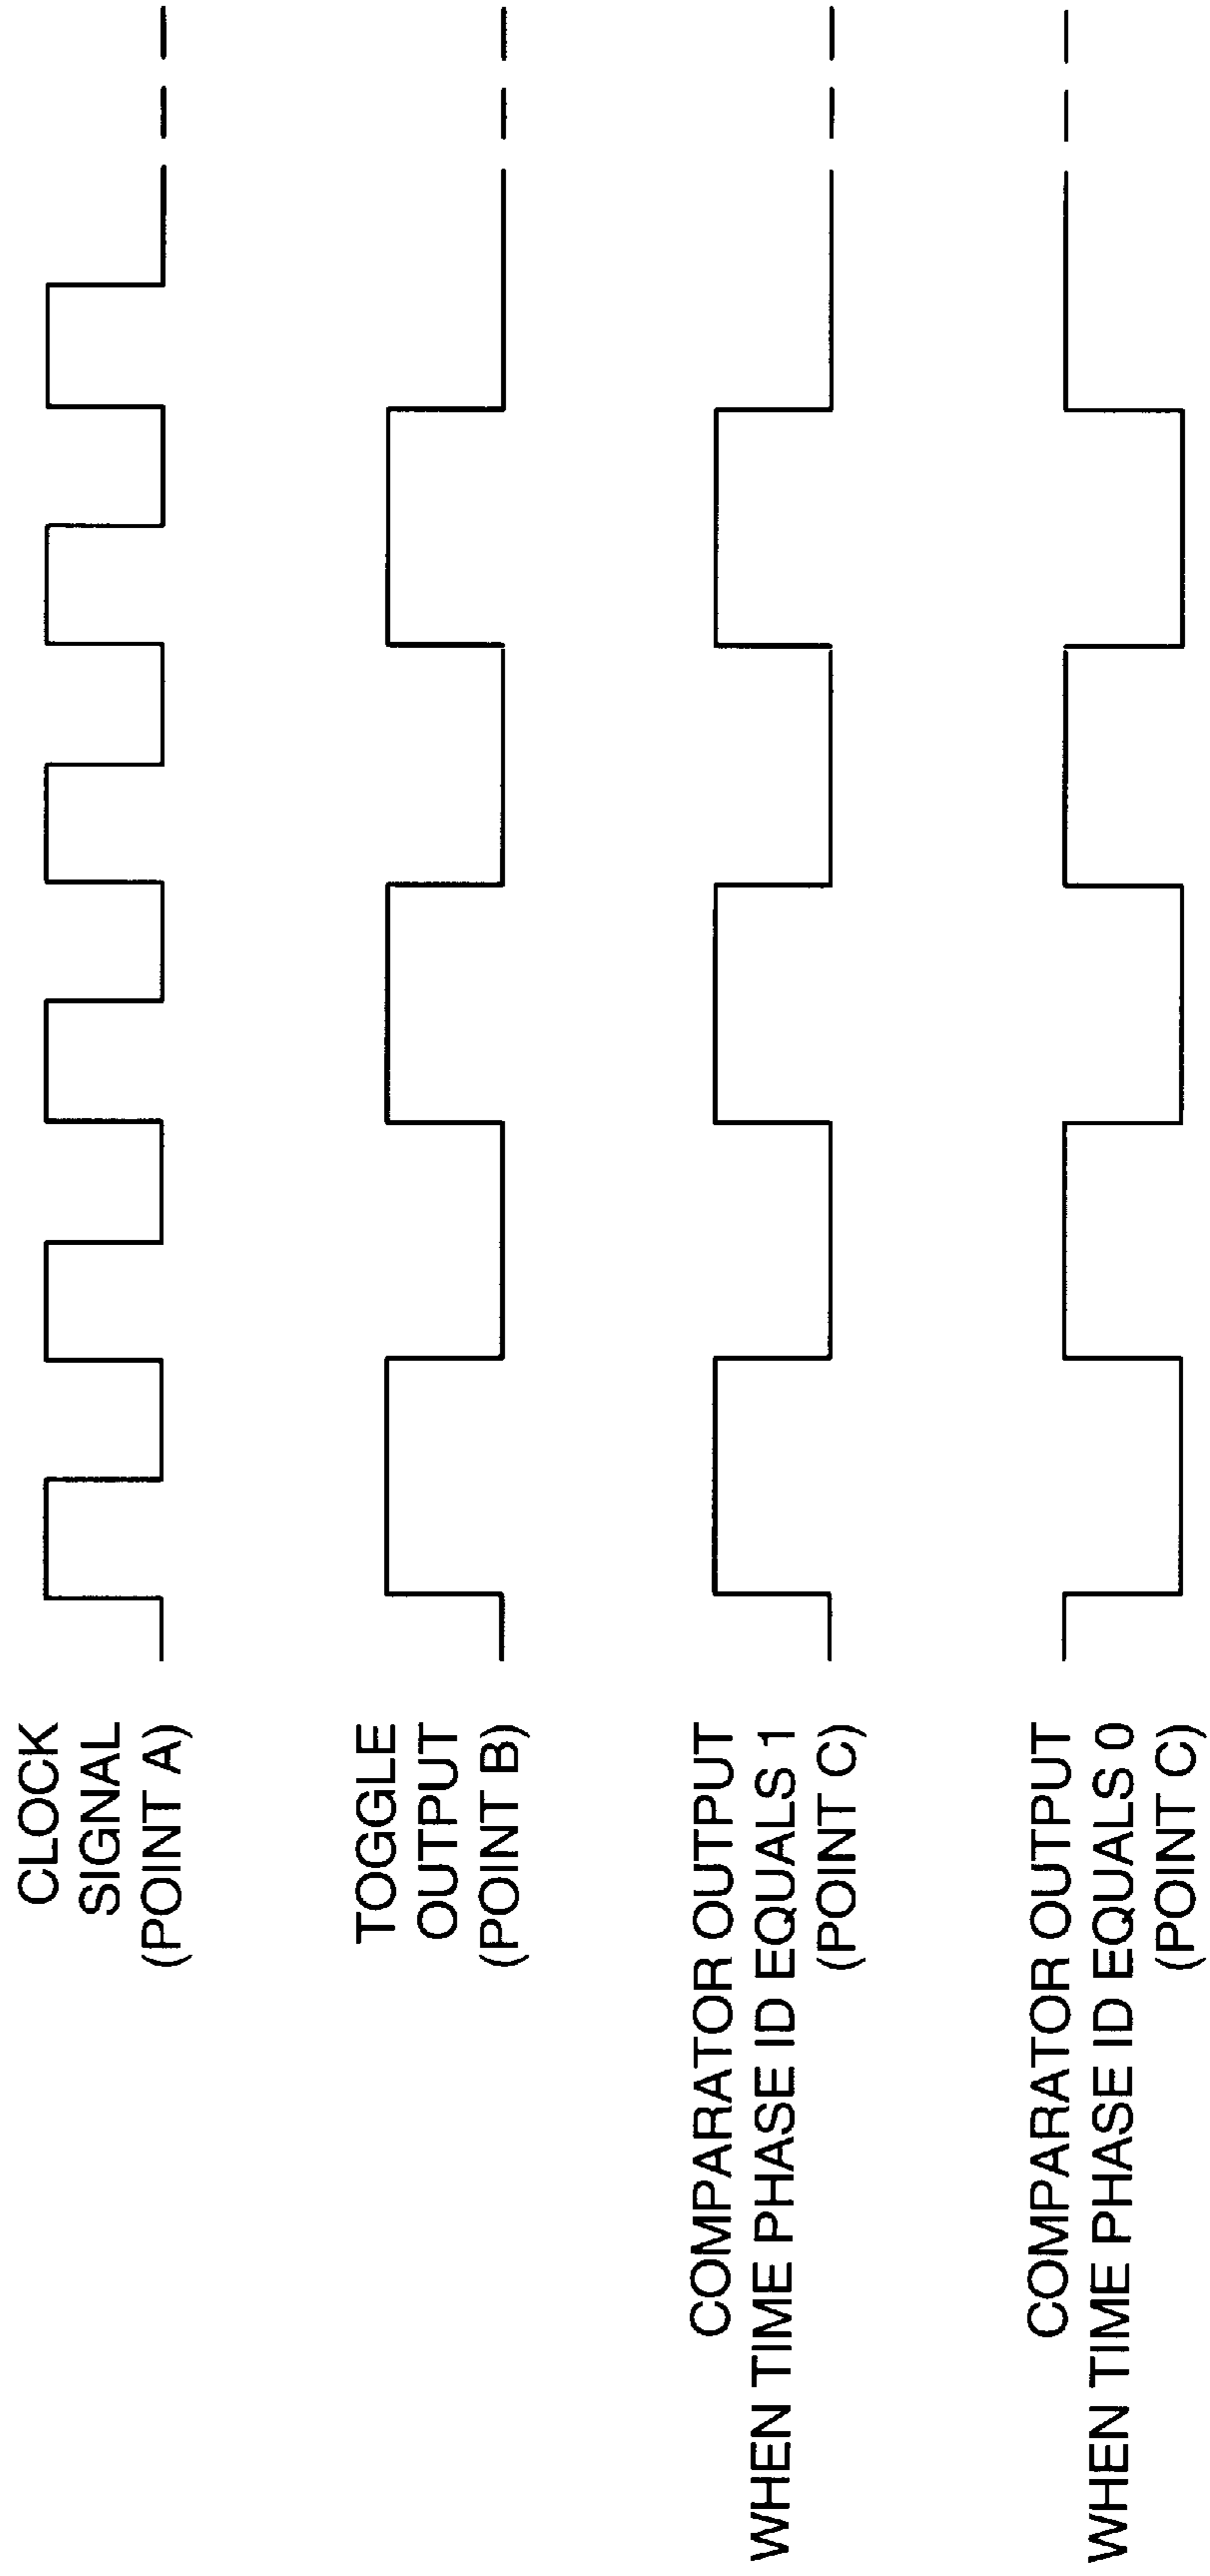 CLOCK
SIGNAL
(POINT A)
TOGGLE
OUTPUT
(POINT B)
COMPARATOR OUTPUT
WHEN TIME PHASE ID EQUALS 1
(POINT C)
COMPARATOR OUTPUT
WHEN TIME PHASE ID EQUALS 0
(POINT C)